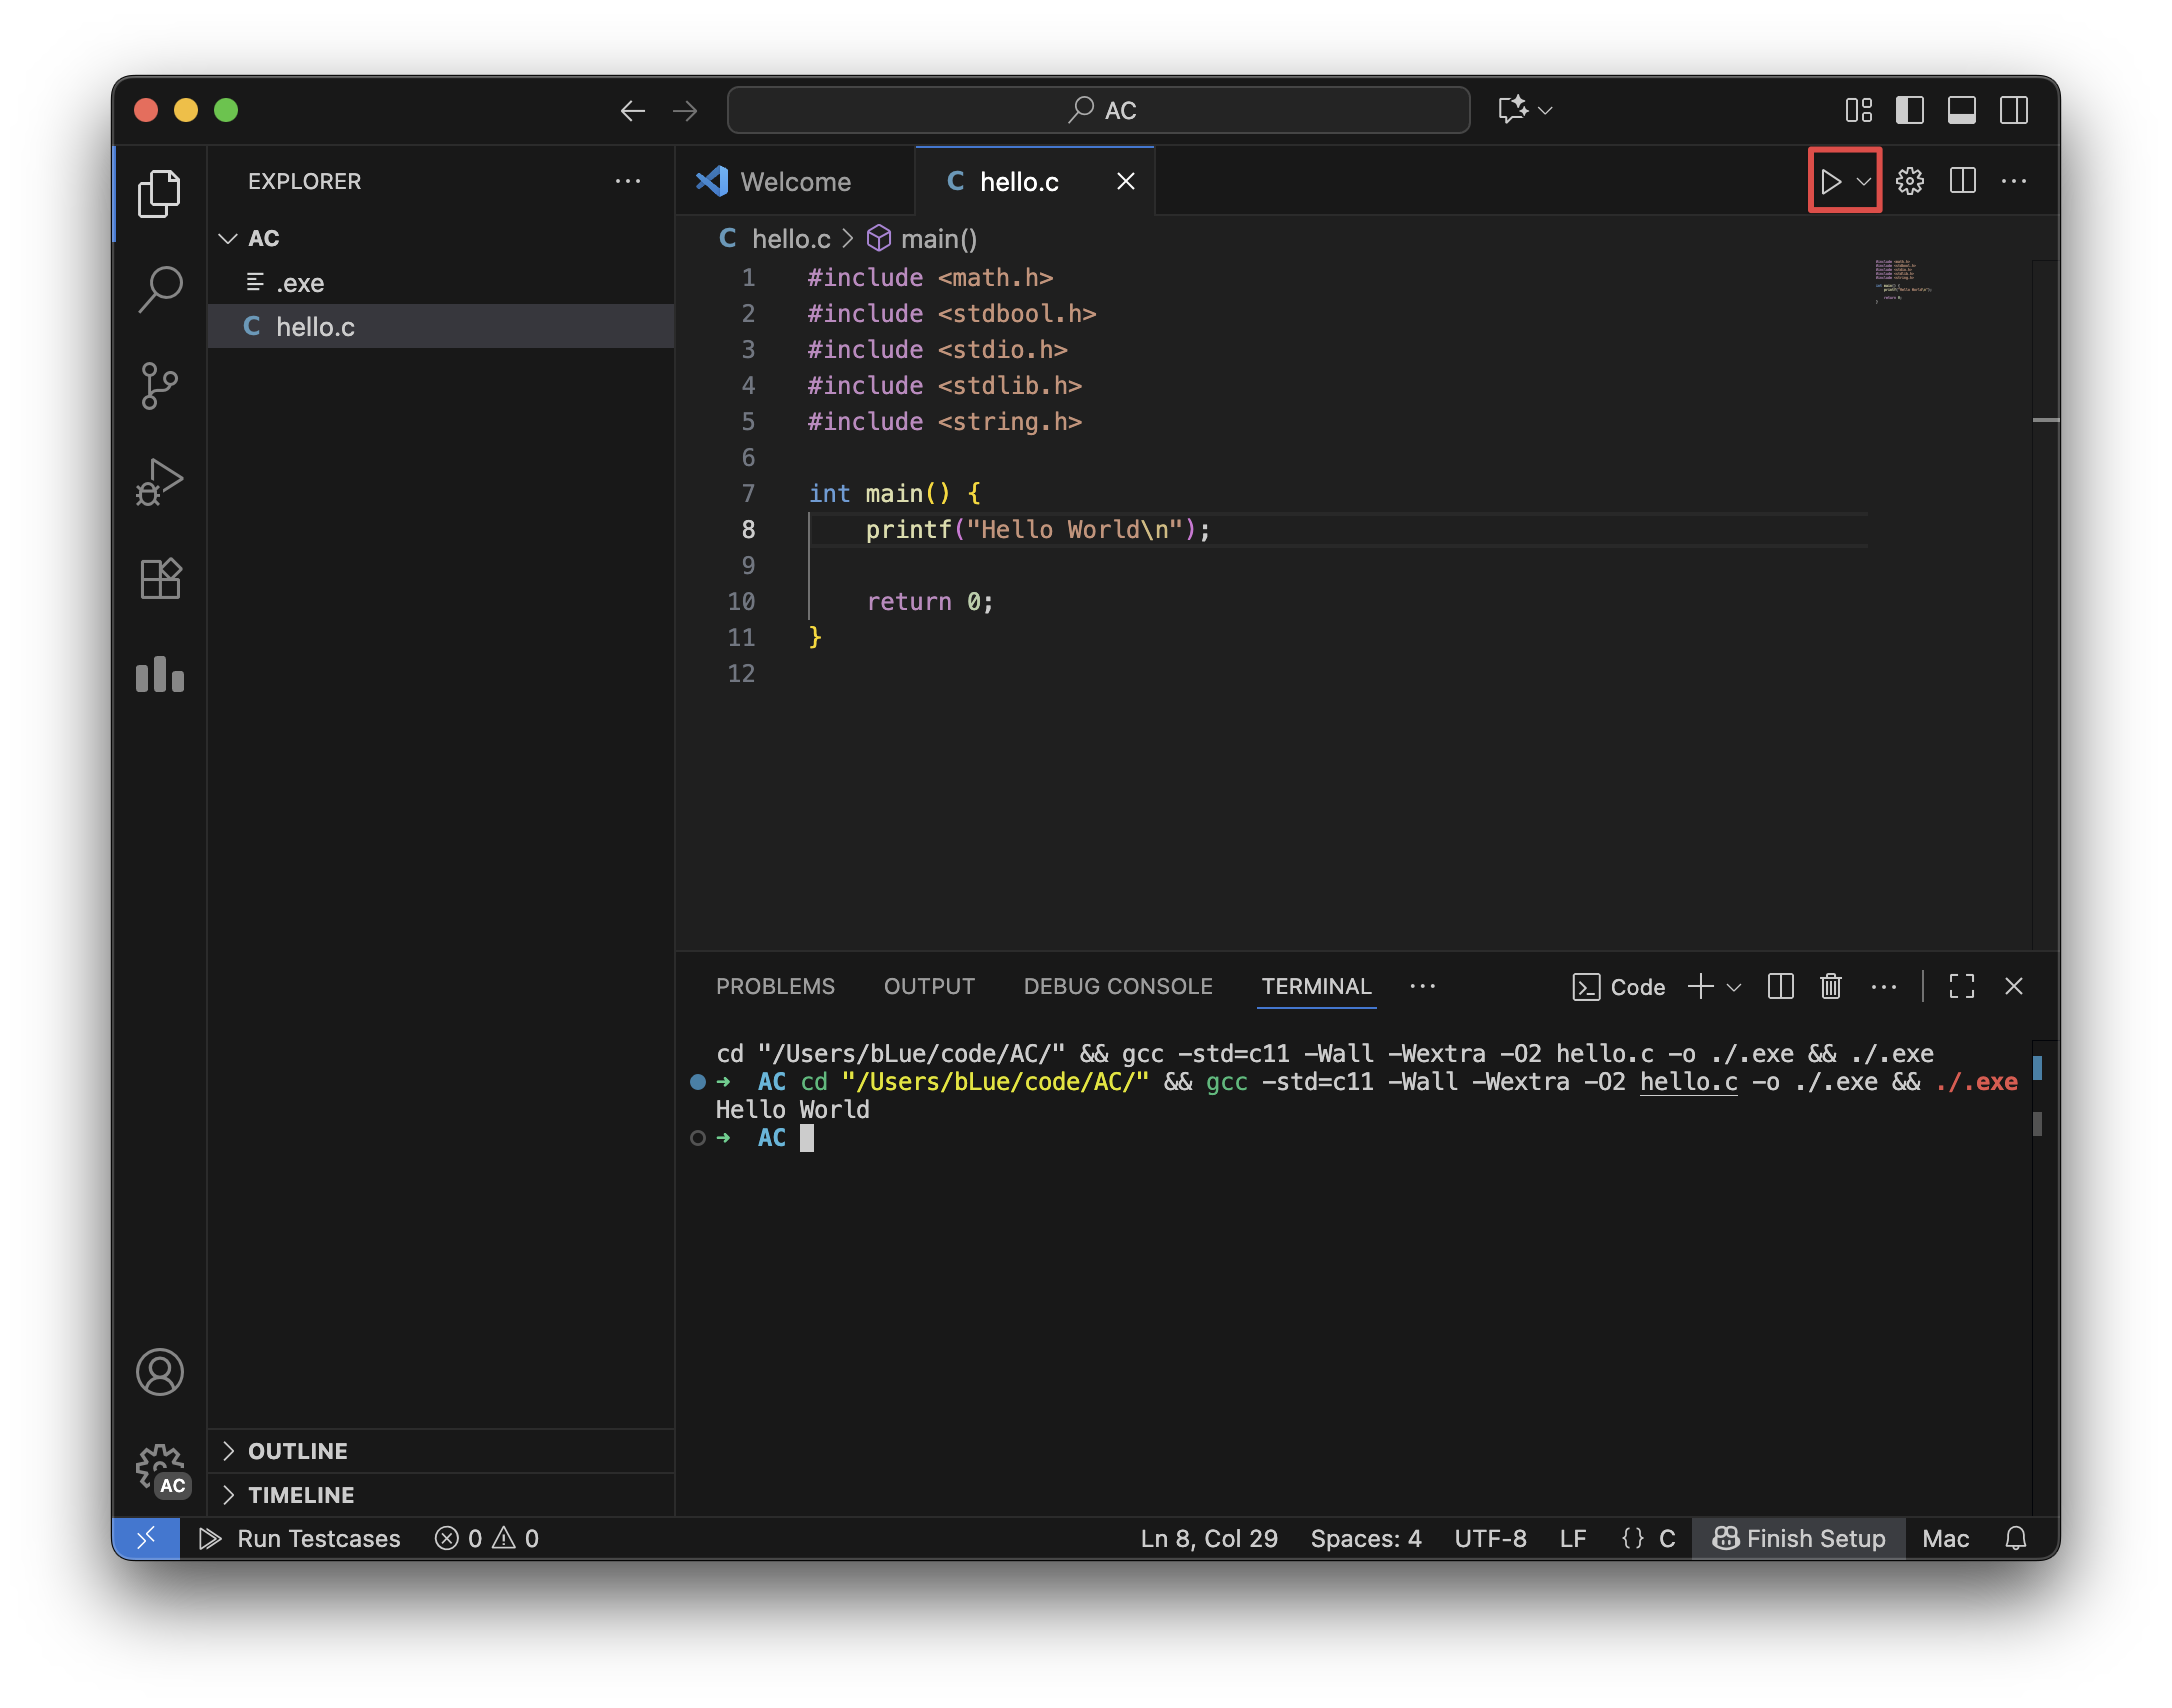 AC
EXPLORER
AC
.exe
C hello.c
Welcome
C hello.c
C hello.c > main()
1 #include <math.h>
2 #include <stdbool.h>
3 #include <stdio.h>
4 #include <stdlib.h>
5 #include <string.h>
6
7 int main() {
8 printf("Hello World\n");
9
10 return 0;
11 }
12
PROBLEMS OUTPUT DEBUG CONSOLE TERMINAL Code
cd "/Users/bLue/code/AC/" && gcc -std=c11 -Wall -Wextra -O2 hello.c -o ./.exe && ./.exe
➜ AC cd "/Users/bLue/code/AC/" && gcc -std=c11 -Wall -Wextra -O2 hello.c -o ./.exe && ./.exe
Hello World
➜ AC
OUTLINE
TIMELINE
AC
Run Testcases 0 0 Ln 8, Col 29 Spaces: 4 UTF-8 LF {} C Finish Setup Mac